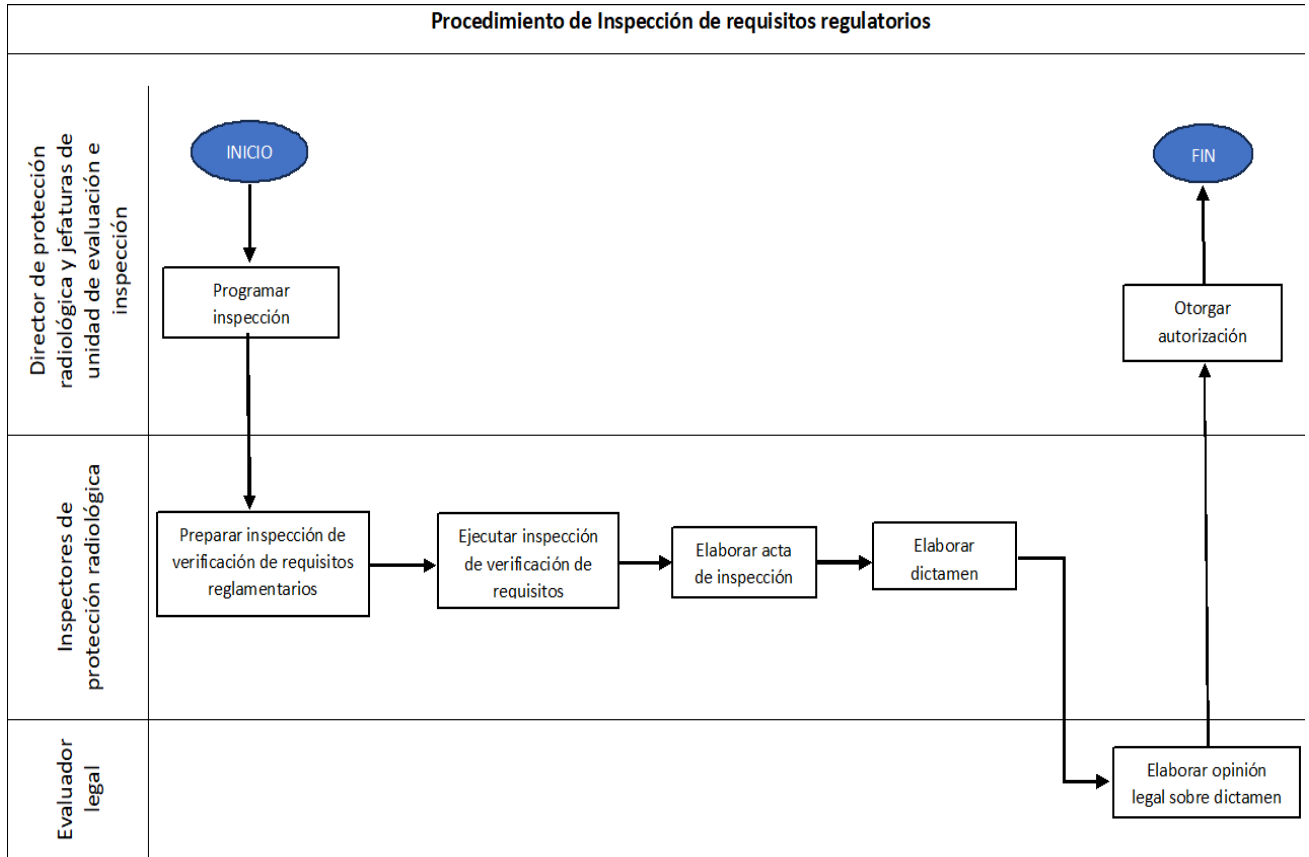 Procedimiento de Inspección de requisitos regulatorios
Director de protección
radiológica y jefaturas de
unidad de evaluación e
inspección
INICIO
FIN
Programar
inspección
Otorgar
autorización
Inspectores de
protección radiológica
Preparar inspección de
verificación de requisitos
reglamentarios
Ejecutar inspección
de verificación de
requisitos
Elaborar acta
de inspección
Elaborar
dictamen
Evaluador
legal
Elaborar opinión
legal sobre dictamen